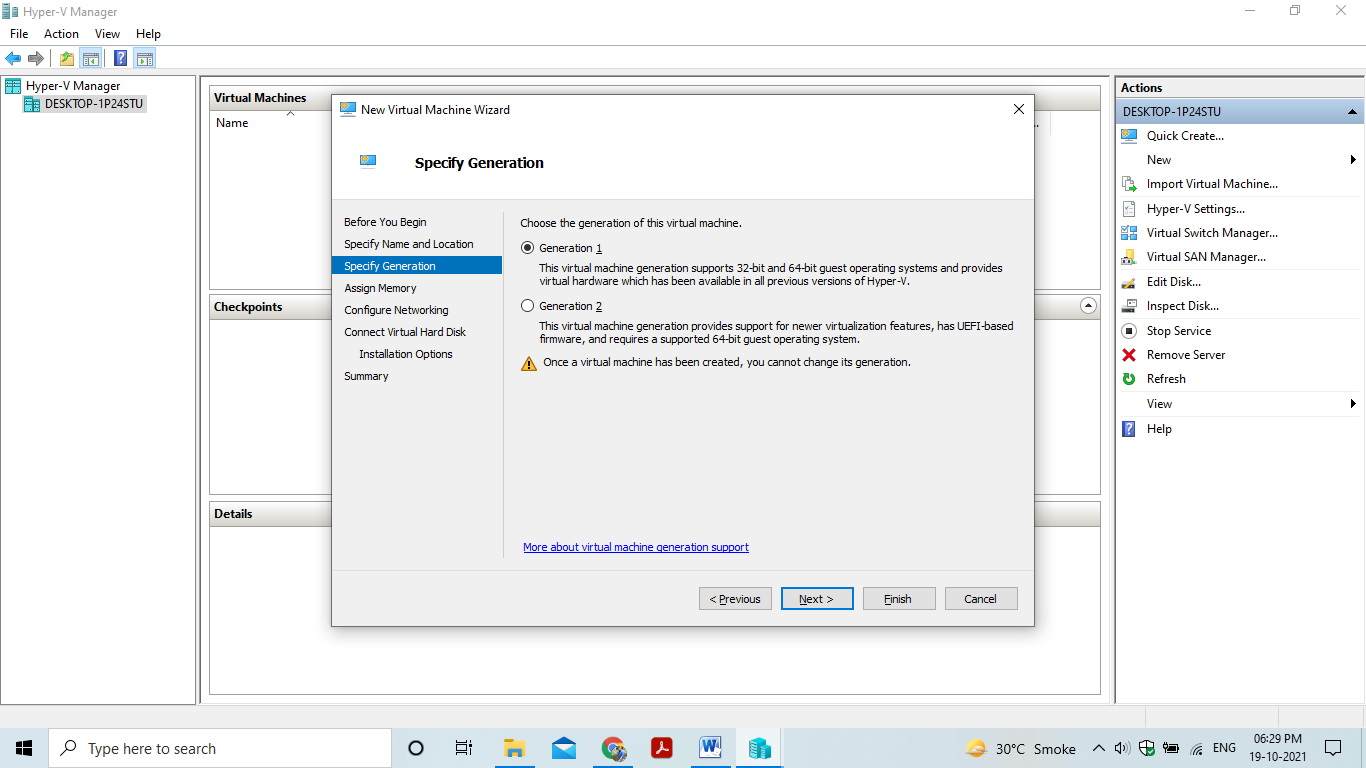 Hyper-V Manager
File Action View Help
Hyper-V Manager
DESKTOP-1P24STU
Virtual Machines
Name
Checkpoints
Details
New Virtual Machine Wizard
Specify Generation
Before You Begin
Specify Name and Location
Specify Generation
Assign Memory
Configure Networking
Connect Virtual Hard Disk
Installation Options
Summary
Choose the generation of this virtual machine.
Generation 1
This virtual machine generation supports 32-bit and 64-bit guest operating systems and provides
virtual hardware which has been available in all previous versions of Hyper-V.
Generation 2
This virtual machine generation provides support for newer virtualization features, has UEFI-based
firmware, and requires a supported 64-bit guest operating system.
Once a virtual machine has been created, you cannot change its generation.
More about virtual machine generation support
< Previous Next > Finish Cancel
Actions
DESKTOP-1P24STU
Quick Create...
New
Import Virtual Machine...
Hyper-V Settings...
Virtual Switch Manager...
Virtual SAN Manager...
Edit Disk...
Inspect Disk...
Stop Service
Remove Server
Refresh
View
Help
Type here to search
30°C Smoke
ENG
06:29 PM
19-10-2021